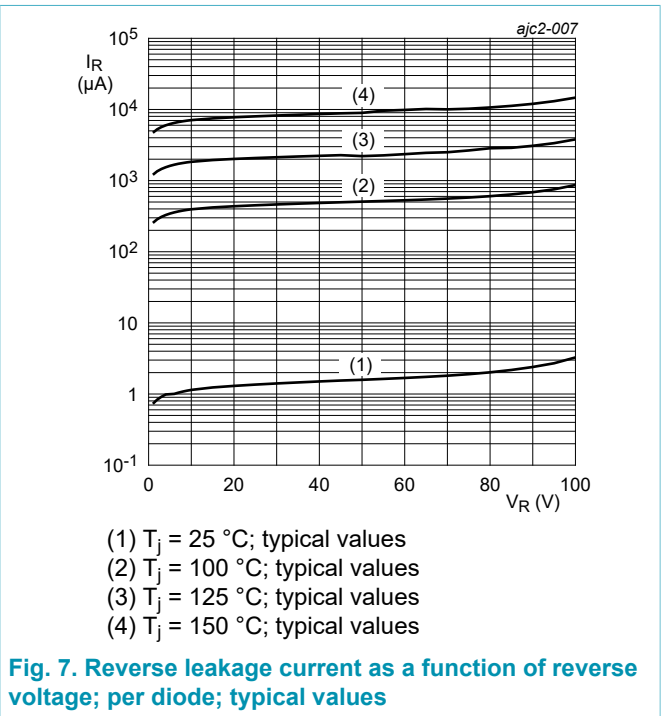 ajc2-007
I_R
(μA)
10^5
10^4
10^3
10^2
10
1
10^-1
(4)
(3)
(2)
(1)
0 20 40 60 80 100
V_R (V)
(1) T_j = 25 °C; typical values
(2) T_j = 100 °C; typical values
(3) T_j = 125 °C; typical values
(4) T_j = 150 °C; typical values
Fig. 7. Reverse leakage current as a function of reverse
voltage; per diode; typical values